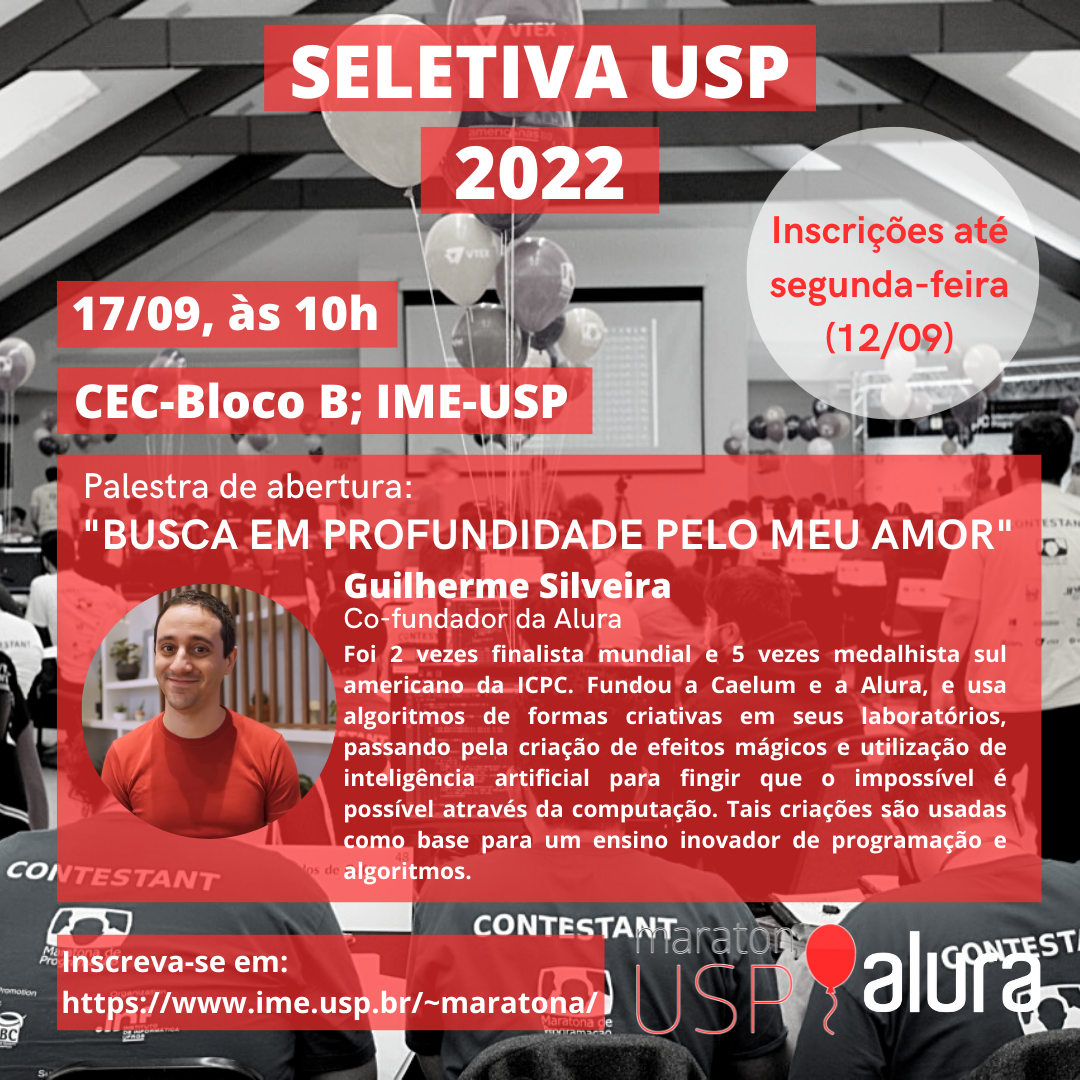 VTEX
SELETIVA USP
americanas
2022
Inscrições até
segunda-feira
(12/09)
VTEX
17/09, às 10h
CEC-Bloco B; IME-USP
Palestra de abertura:
"BUSCA EM PROFUNDIDADE PELO MEU AMOR"
Guilherme Silveira
Co-fundador da Alura
Foi 2 vezes finalista mundial e 5 vezes medalhista sul
americano da ICPC. Fundou a Caelum e a Alura, e usa
algoritmos de formas criativas em seus laboratórios,
passando pela criação de efeitos mágicos e utilização de
inteligência artificial para fingir que o impossível é
possível através da computação. Tais criações são usadas
como base para um ensino inovador de programação e
algoritmos.
CONTESTANT
CONTESTANT
Inscreva-se em:
https://www.ime.usp.br/~maratona/
maraton
USP
alura
Maratona de
Programação